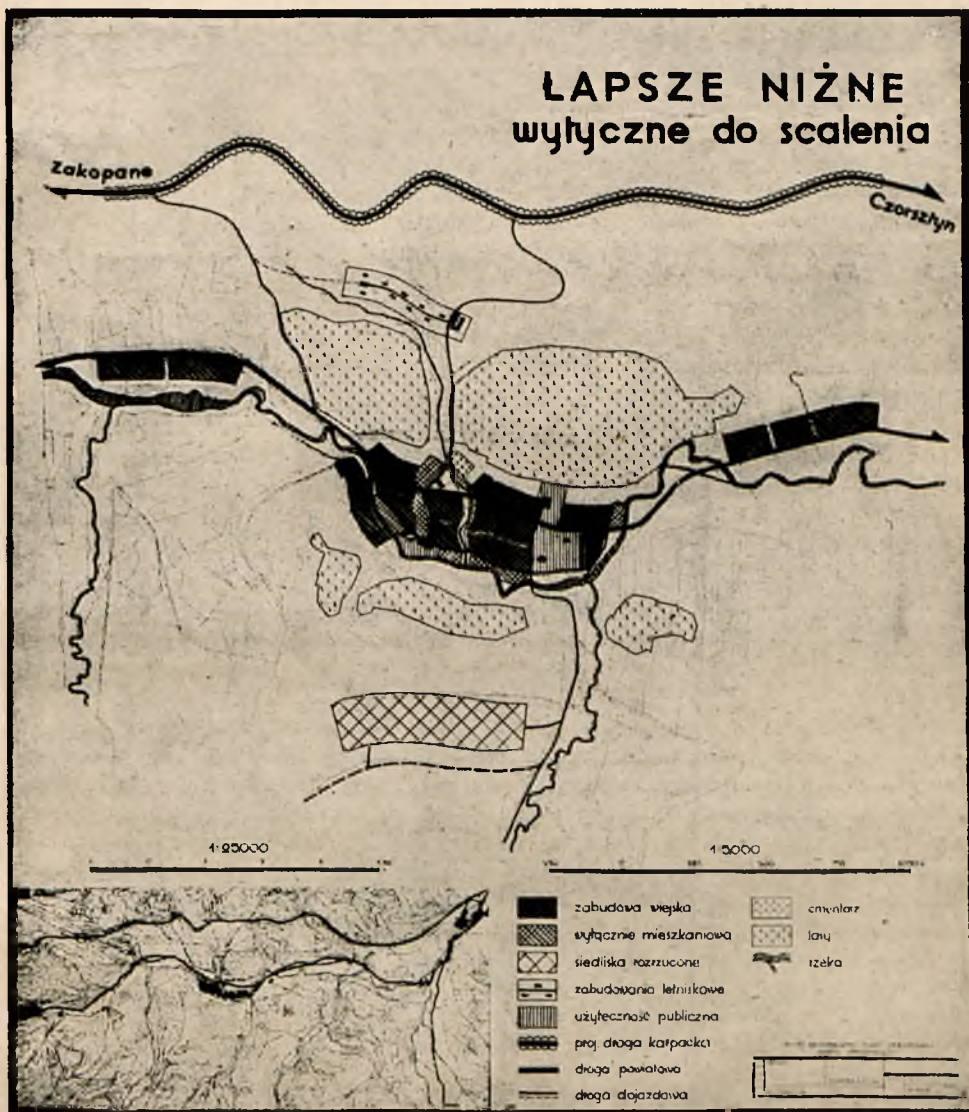 ŁAPSZE NIŻNE
wytyczne do scalenia
Zakopane
Czorsztyn
1:25000
1:5000
zabudowa wiejska
wyłącznie mieszkaniowa
siedliska rozrzucone
zabudowania letniskowe
użyteczność publiczna
proj. droga karpacka
droga powiatowa
droga dojazdowa
cmentarz
lasy
rzeka